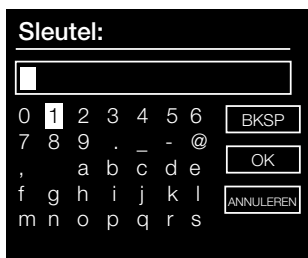 Sleutel:
0 1 2 3 4 5 6 BKSP
7 8 9 . _ - @
, a b c d e OK
f g h i j k l ANNULEREN
m n o p q r s